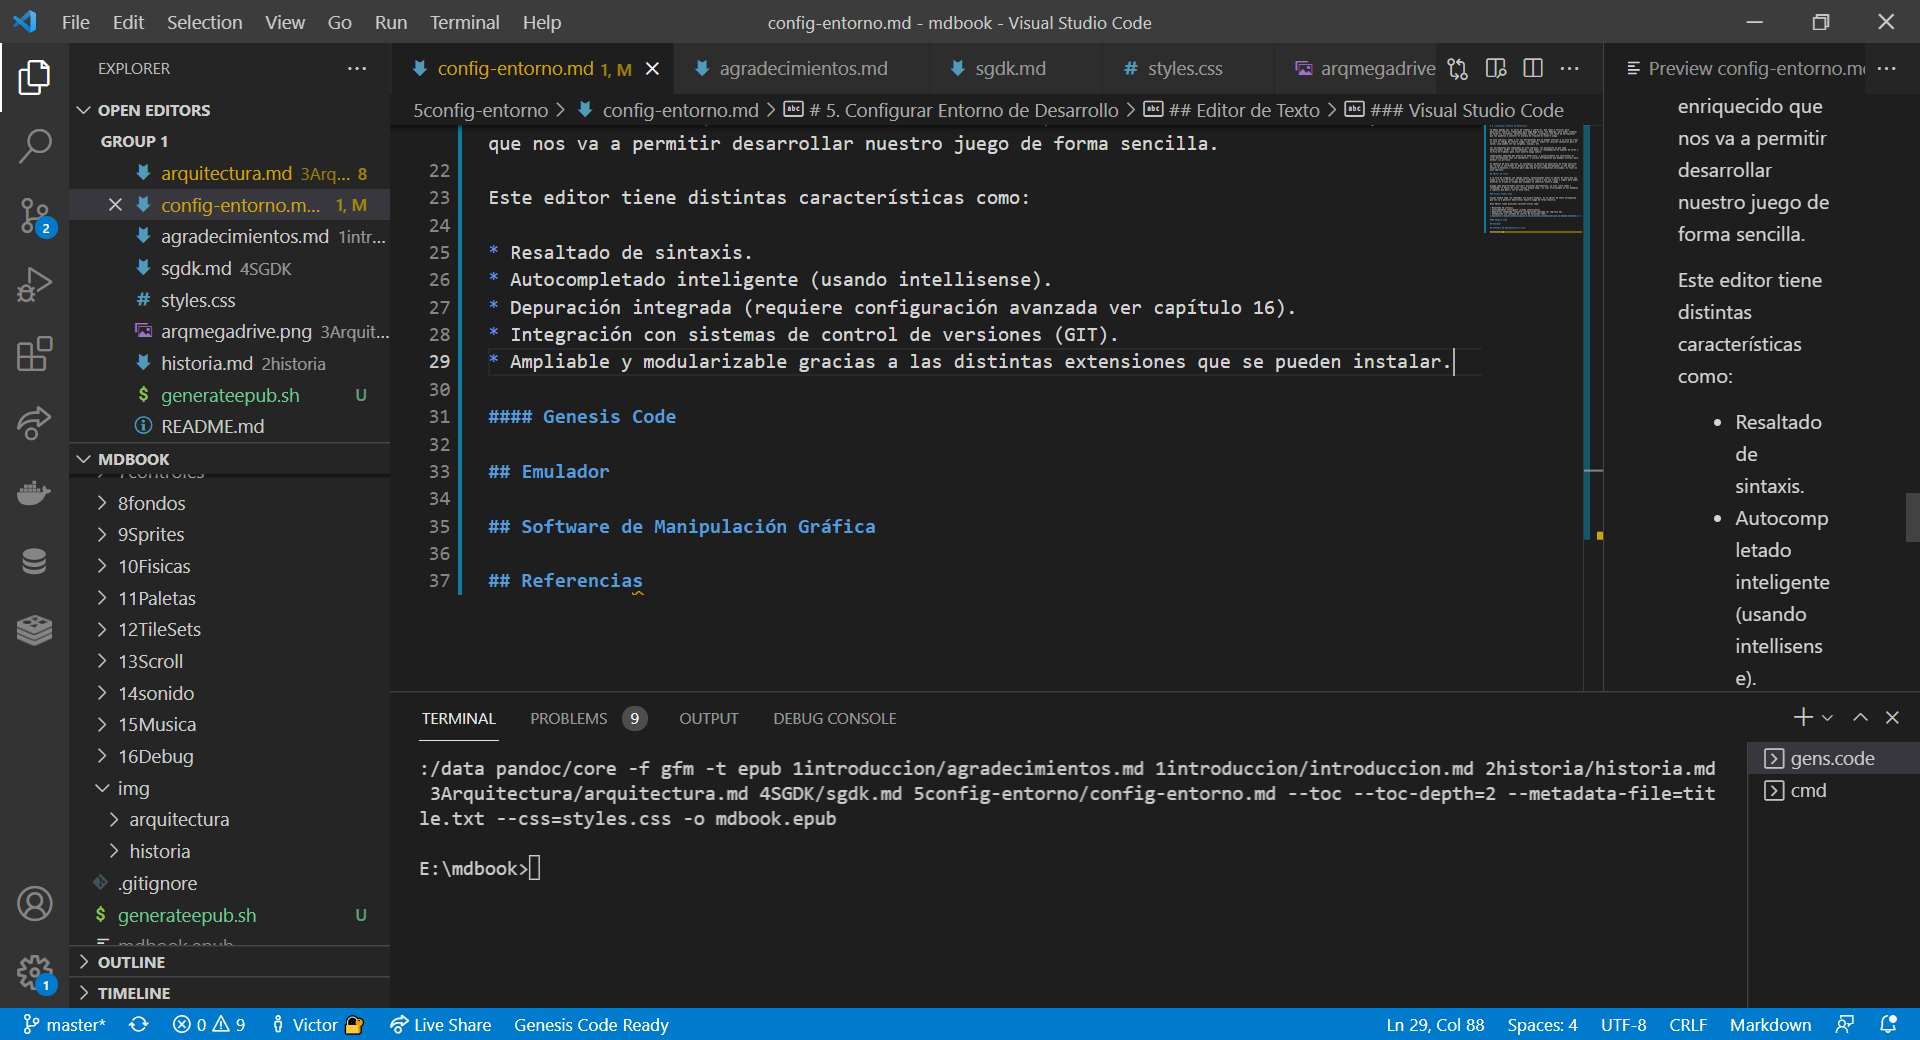 File Edit Selection View Go Run Terminal Help
config-entorno.md - mdbook - Visual Studio Code
EXPLORER
OPEN EDITORS
GROUP 1
arquitectura.md 3Arq... 8
config-entorno.m... 1, M
agradecimientos.md 1intr...
sgdk.md 4SGDK
styles.css
arqmegadrive.png 3Arquit...
historia.md 2historia
generateepub.sh U
README.md
MDBOOK
7controles
8fondos
9Sprites
10Fisicas
11Paletas
12TileSets
13Scroll
14sonido
15Musica
16Debug
img
arquitectura
historia
.gitignore
generateepub.sh U
mdbook.epub
OUTLINE
TIMELINE
2
1
config-entorno.md 1, M
agradecimientos.md
sgdk.md
# styles.css
arqmegadrive
5config-entorno > config-entorno.md > # 5. Configurar Entorno de Desarrollo > ## Editor de Texto > ### Visual Studio Code
que nos va a permitir desarrollar nuestro juego de forma sencilla.
22
23 Este editor tiene distintas características como:
24
25 * Resaltado de sintaxis.
26 * Autocompletado inteligente (usando intellisense).
27 * Depuración integrada (requiere configuración avanzada ver capítulo 16).
28 * Integración con sistemas de control de versiones (GIT).
29 * Ampliable y modularizable gracias a las distintas extensiones que se pueden instalar.
30
31 #### Genesis Code
32
33 ## Emulador
34
35 ## Software de Manipulación Gráfica
36
37 ## Referencias
Preview config-entorno.m
enriquecido que
nos va a permitir
desarrollar
nuestro juego de
forma sencilla.
Este editor tiene
distintas
características
como:
• Resaltado
de
sintaxis.
• Autocomp
letado
inteligente
(usando
intellisens
e).
TERMINAL PROBLEMS 9 OUTPUT DEBUG CONSOLE
:/data pandoc/core -f gfm -t epub 1introduccion/agradecimientos.md 1introduccion/introduccion.md 2historia/historia.md
3Arquitectura/arquitectura.md 4SGDK/sgdk.md 5config-entorno/config-entorno.md --toc --toc-depth=2 --metadata-file=tit
le.txt --css=styles.css -o mdbook.epub
E:\mdbook>
gens.code
cmd
master* 0 9 Victor Live Share Genesis Code Ready
Ln 29, Col 88 Spaces: 4 UTF-8 CRLF Markdown